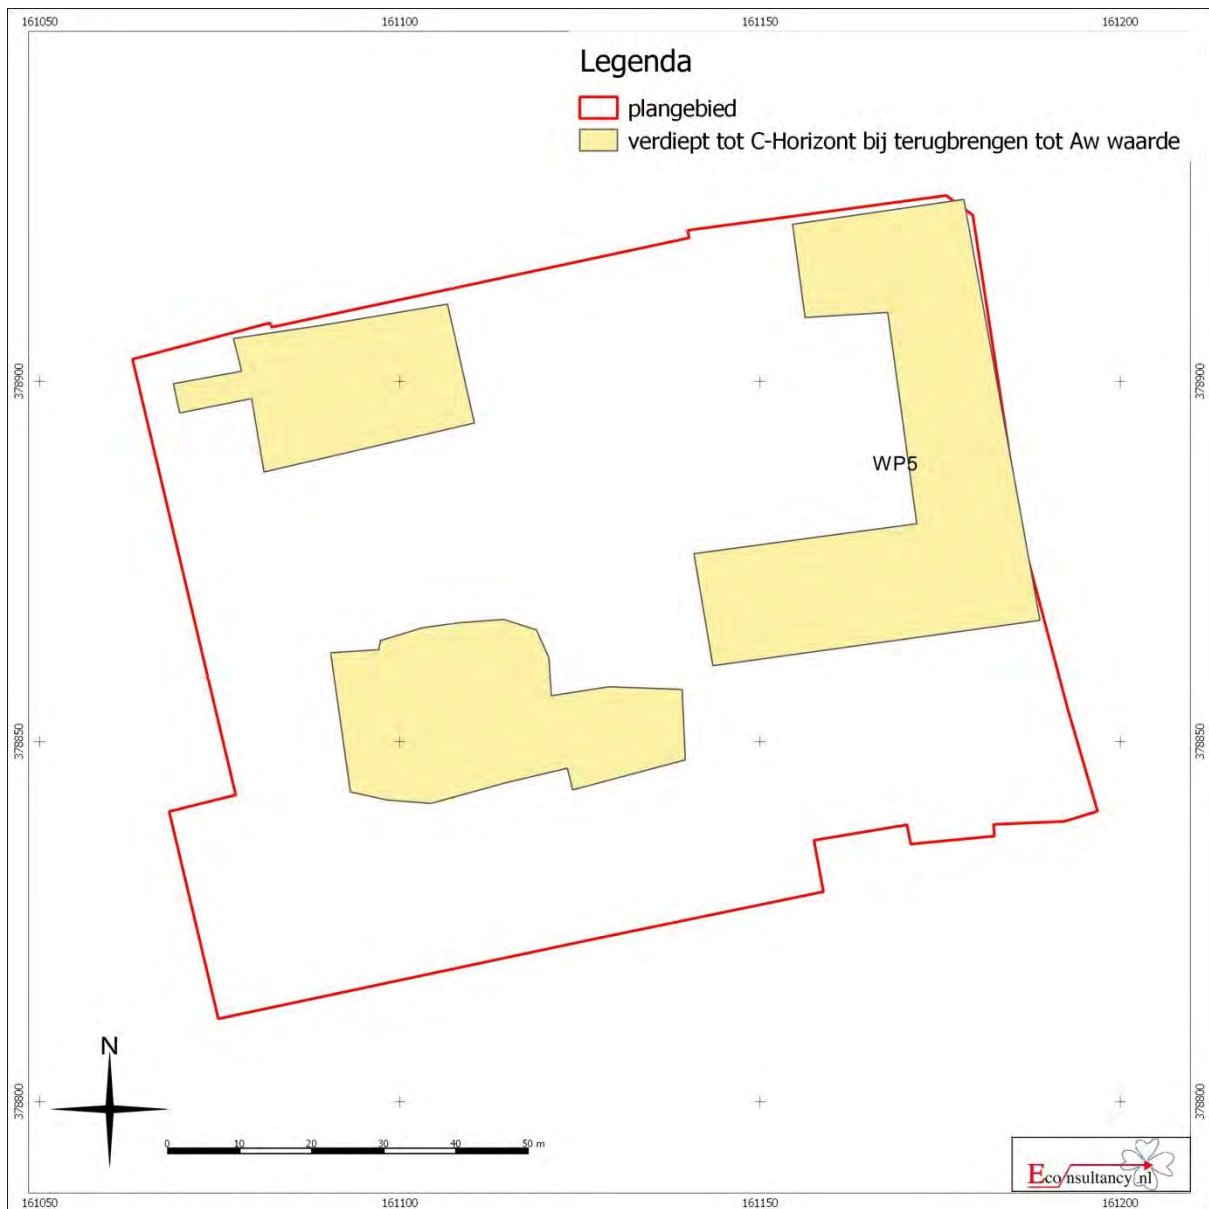 161050 161100 161150 161200
Legenda
plangebied
verdiept tot C-Horizont bij terugbrengen tot Aw waarde
378900 378900
WP5
378850 378850
N
378800 378800
0 10 20 30 40 50 m
Econsultancy.nl
161050 161100 161150 161200